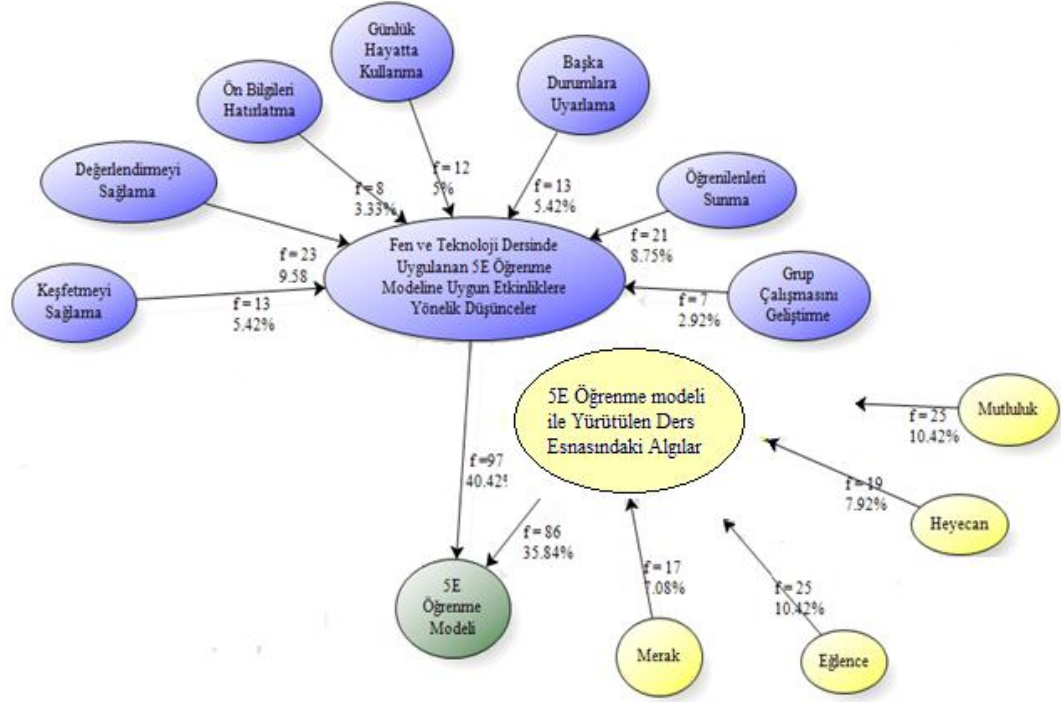 Günlük
Hayatta
Kullanma
Başka
Durumlara
Uyarlama
Ön Bilgileri
Hatırlatma
Değerlendirmeyi
Sağlama
Öğrenilenleri
Sunma
f = 12
5%
f = 8
3.33%
f = 13
5.42%
f = 21
8.75%
f = 23
9.58
Fen ve Teknoloji Dersinde
Uygulanan 5E Öğrenme
Modeline Uygun Etkinliklere
Yönelik Düşünceler
Keşfetmeyi
Sağlama
f = 13
5.42%
Grup
Çalışmasını
Geliştirme
f = 7
2.92%
5E Öğrenme modeli
ile Yürütülen Ders
Esnasındaki Algılar
Mutluluk
f = 25
10.42%
f =97
40.42%
f = 19
7.92%
Heyecan
f = 86
35.84%
f = 17
7.08%
f = 25
10.42%
5E
Öğrenme
Modeli
Merak
Eğlence